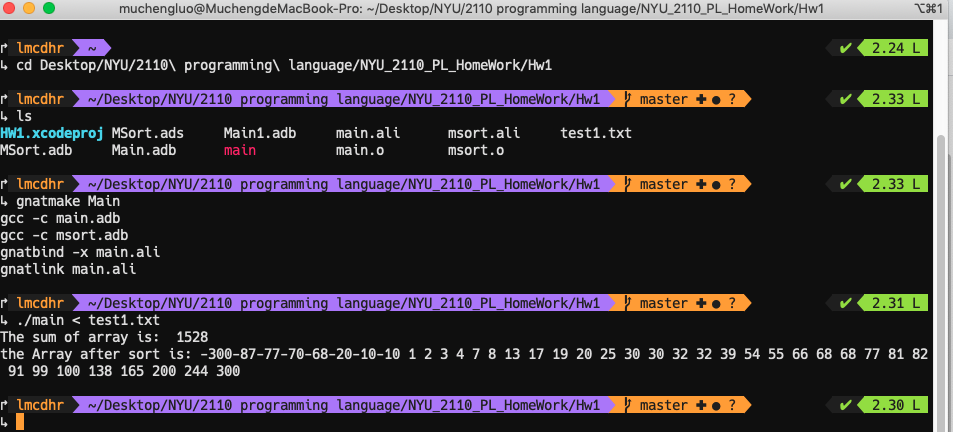 muchengluo@MuchengdeMacBook-Pro: ~/Desktop/NYU/2110 programming language/NYU_2110_PL_HomeWork/Hw1 ⌥⌘1
↱ lmcdhr ~ ✔ 2.24 L
↳ cd Desktop/NYU/2110\ programming\ language/NYU_2110_PL_HomeWork/Hw1
↱ lmcdhr ~/Desktop/NYU/2110 programming language/NYU_2110_PL_HomeWork/Hw1 master ✚ ● ? ✔ 2.33 L
↳ ls
HW1.xcodeproj MSort.ads Main1.adb main.ali msort.ali test1.txt
MSort.adb Main.adb main main.o msort.o
↱ lmcdhr ~/Desktop/NYU/2110 programming language/NYU_2110_PL_HomeWork/Hw1 master ✚ ● ? ✔ 2.33 L
↳ gnatmake Main
gcc -c main.adb
gcc -c msort.adb
gnatbind -x main.ali
gnatlink main.ali
↱ lmcdhr ~/Desktop/NYU/2110 programming language/NYU_2110_PL_HomeWork/Hw1 master ✚ ● ? ✔ 2.31 L
↳ ./main < test1.txt
The sum of array is:  1528
the Array after sort is: -300-87-77-70-68-20-10-10 1 2 3 4 7 8 13 17 19 20 25 30 30 32 32 39 54 55 66 68 68 77 81 82
91 99 100 138 165 200 244 300
↱ lmcdhr ~/Desktop/NYU/2110 programming language/NYU_2110_PL_HomeWork/Hw1 master ✚ ● ? ✔ 2.30 L
↳